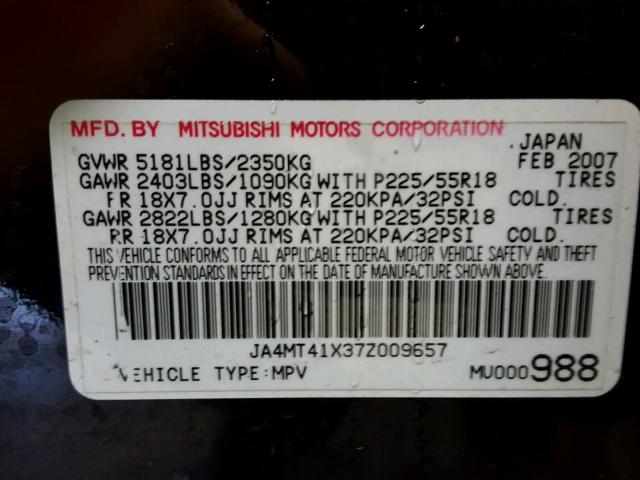 MFD. BY MITSUBISHI MOTORS CORPORATION
. JAPAN
GVWR 5181LBS/2350KG FEB 2007
GAWR 2403LBS/1090KG WITH P225/55R18 TIRES
18X7.0JJ RIMS AT 220KPA/32PSI COLD.
GAWR 2822LBS/1280KG WITH P225/55R18 TIRES
RR 18X7.0JJ RIMS AT 220KPA/32PSI COLD.
THIS VEHICLE CONFORMS TO ALL APPLICABLE FEDERAL MOTOR VEHICLE SAFETY AND THEFT
PREVENTION STANDARDS IN EFFECT ON THE DATE OF MANUFACTURE SHOWN ABOVE.
JA4MT41X37Z009657
VEHICLE TYPE:MPV MU000988